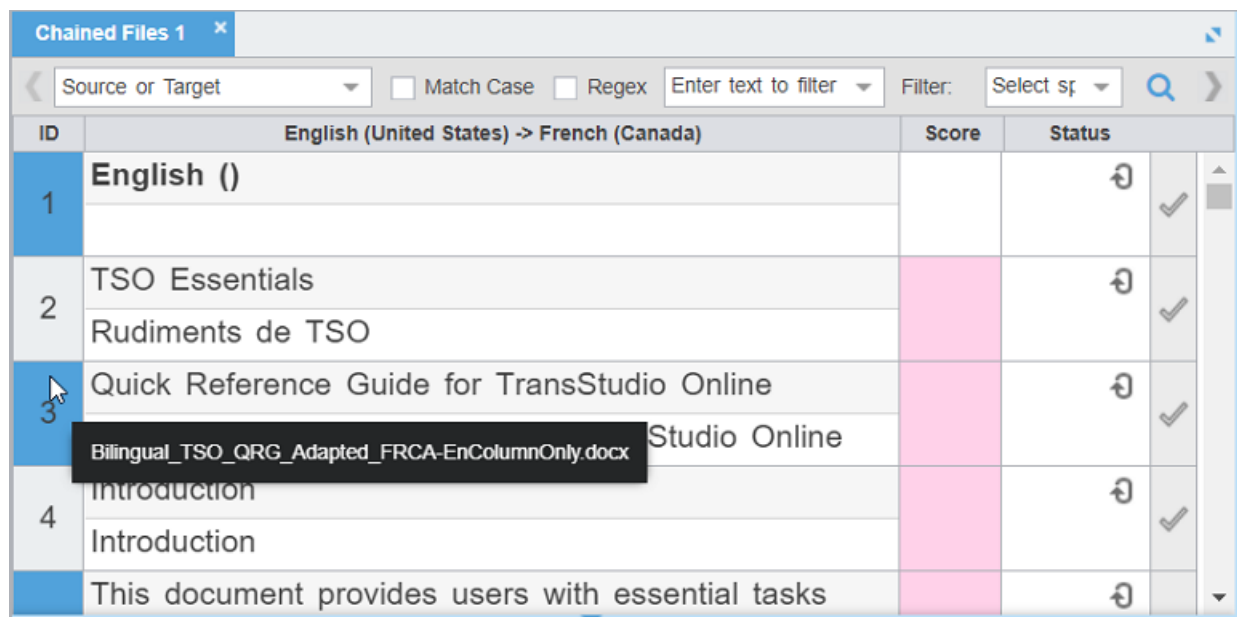 Chained Files 1 ×
Source or Target Match Case Regex Enter text to filter Filter: Select sp
ID English (United States) -> French (Canada) Score Status
1 English ()
2 TSO Essentials
Rudiments de TSO
3 Quick Reference Guide for TransStudio Online
Studio Online
Bilingual_TSO_QRG_Adapted_FRCA-EnColumnOnly.docx
4 Introduction
Introduction
This document provides users with essential tasks